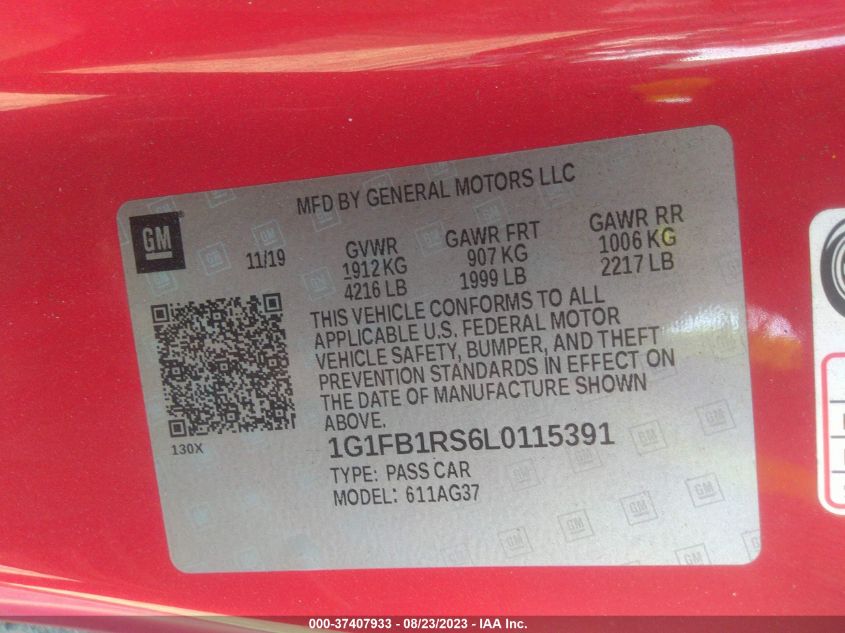 MFD BY GENERAL MOTORS LLC
GM
11/19
GVWR GAWR FRT GAWR RR
1912 KG 907 KG 1006 KG
4216 LB 1999 LB 2217 LB
THIS VEHICLE CONFORMS TO ALL
APPLICABLE U.S. FEDERAL MOTOR
VEHICLE SAFETY, BUMPER, AND THEFT
PREVENTION STANDARDS IN EFFECT ON
THE DATE OF MANUFACTURE SHOWN
ABOVE.
130X
1G1FB1RS6L0115391
TYPE: PASS CAR
MODEL: 611AG37
000-37407933 - 08/23/2023 - IAA Inc.